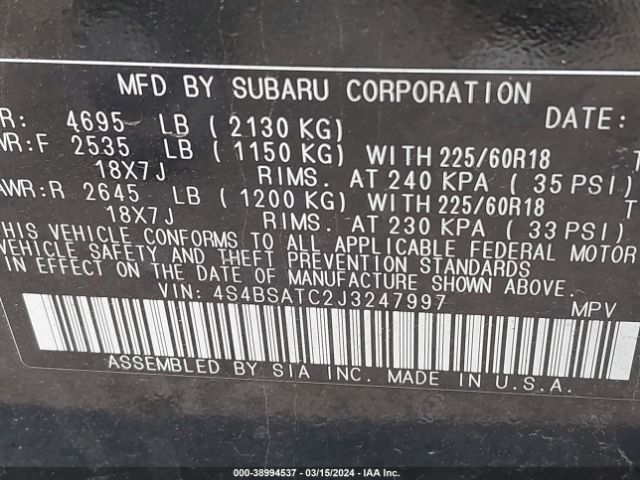 MFD BY SUBARU CORPORATION
R: 4695 LB (2130 KG) DATE:
WR:F 2535 LB (1150 KG) WITH 225/60R18 T
18X7J RIMS. AT 240 KPA (35 PSI)
AWR:R 2645 LB (1200 KG) WITH 225/60R18 T
18X7J RIMS. AT 230 KPA (33 PSI)
HIS VEHICLE CONFORMS TO ALL APPLICABLE FEDERAL MOTOR
VEHICLE SAFETY AND THEFT PREVENTION STANDARDS
IN EFFECT ON THE DATE OF MANUFACTURE SHOWN ABOVE.
VIN: 4S4BSATC2J3247997 MPV
ASSEMBLED BY SIA INC. MADE IN U.S.A.
000-38994537 - 03/15/2024 - IAA Inc.